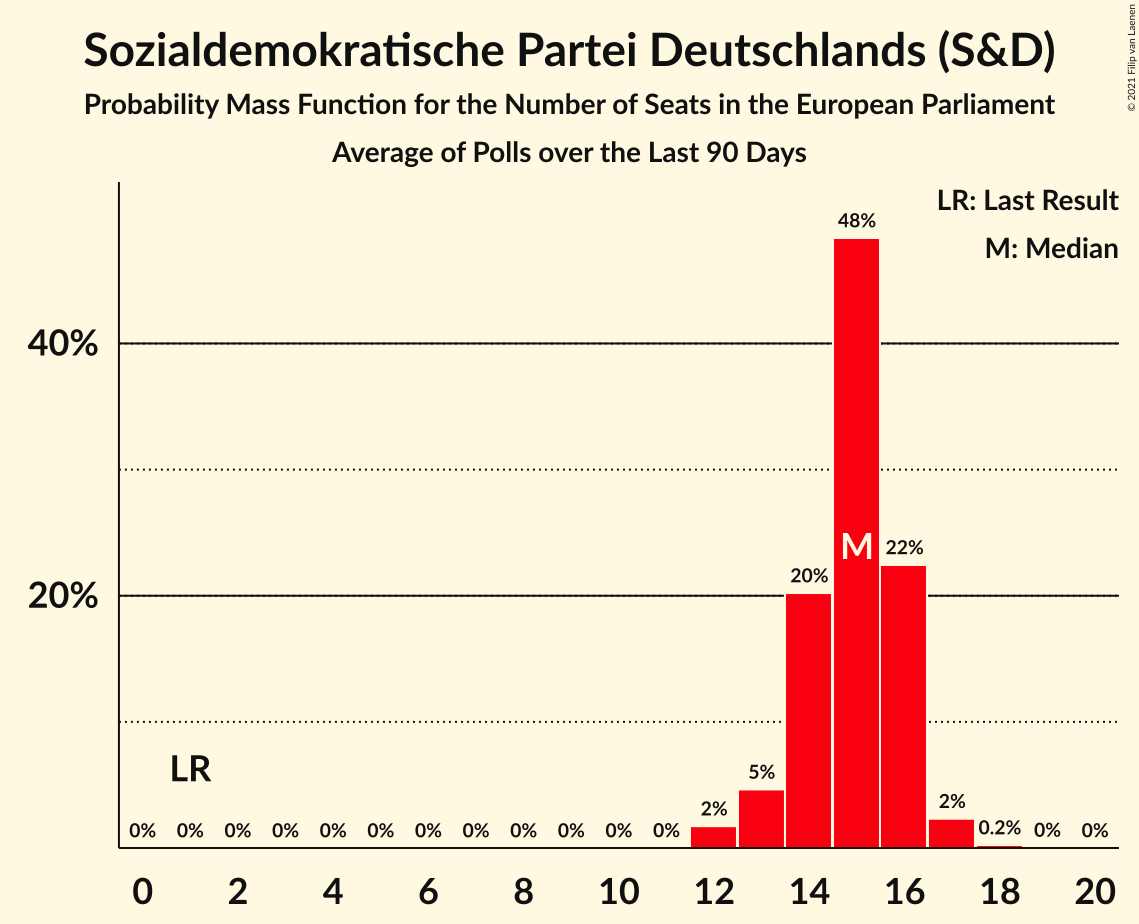 Sozialdemokratische Partei Deutschlands (S&D)
Probability Mass Function for the Number of Seats in the European Parliament
Average of Polls over the Last 90 Days
© 2021 Filip van Laenen
LR: Last Result
M: Median
48%
40%
M
22%
20%
20%
LR
5%
0% 0% 0% 0% 0% 0% 0% 0% 0% 0% 0% 0% 2% 2% 0.2% 0% 0%
0 2 4 6 8 10 12 14 16 18 20